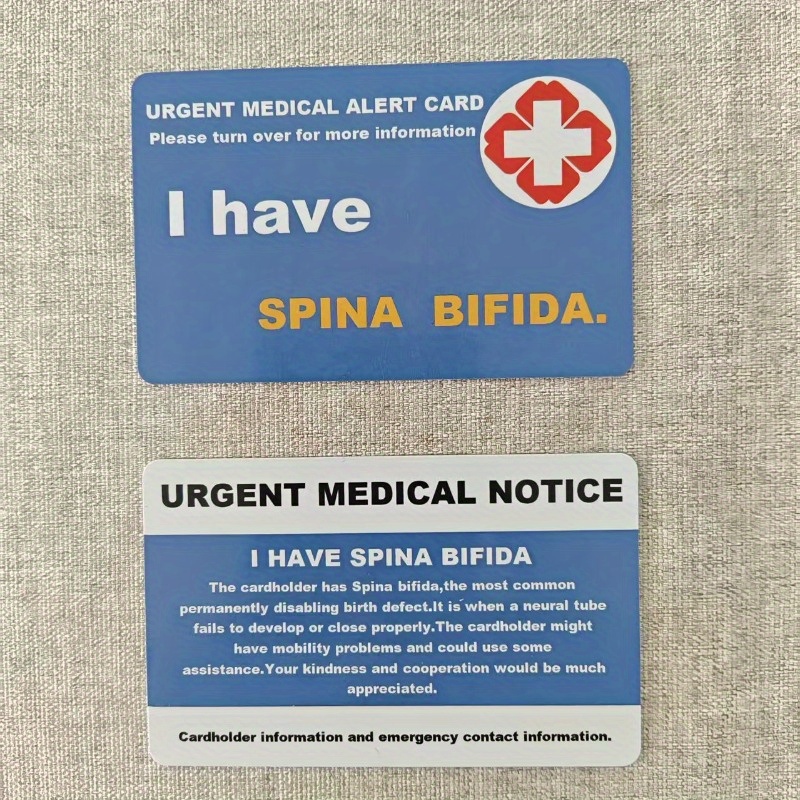 URGENT MEDICAL ALERT CARD
Please turn over for more information
I have
SPINA BIFIDA.
URGENT MEDICAL NOTICE
I HAVE SPINA BIFIDA
The cardholder has Spina bifida,the most common
permanently disabling birth defect.It is when a neural tube
fails to develop or close properly.The cardholder might
have mobility problems and could use some
assistance.Your kindness and cooperation would be much
appreciated.
Cardholder information and emergency contact information.